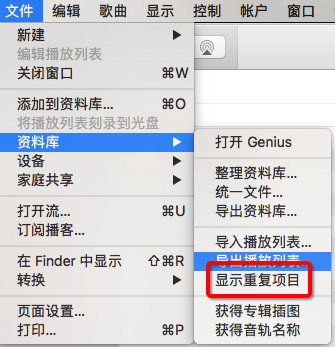 文件 编辑 歌曲 显示 控制 帐户 窗口
新建 ▶
编辑播放列表
关闭窗口 ⌘W
添加到资料库... ⌘O
将播放列表刻录到光盘
资料库 ▶
设备 ▶
家庭共享 ▶
打开流... ⌘U
订阅播客...
在 Finder 中显示 ⇧⌘R
转换 ▶
页面设置...
打印... ⌘P
打开 Genius
整理资料库...
统一文件...
导出资料库...
导入播放列表...
导出播放列表...
显示重复项目
获得专辑插图
获得音轨名称